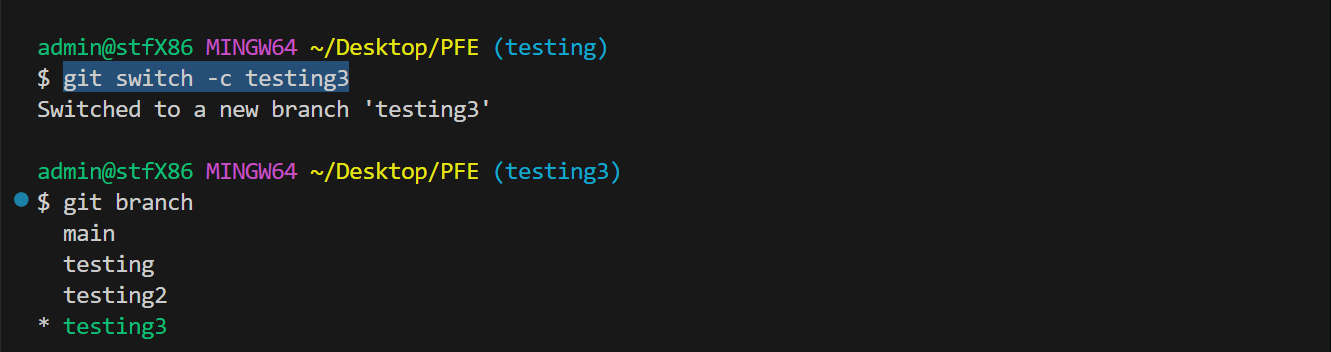 admin@stfX86 MINGW64 ~/Desktop/PFE (testing)
$ git switch -c testing3
Switched to a new branch 'testing3'
admin@stfX86 MINGW64 ~/Desktop/PFE (testing3)
$ git branch
main
testing
testing2
* testing3